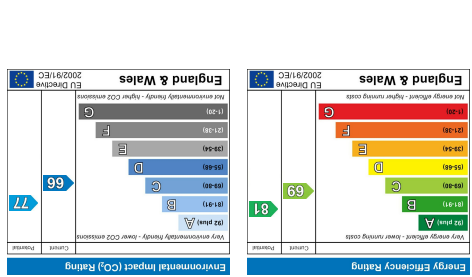 Energy Efficiency Rating
Current
Potential
Very energy efficient - lower running costs
(92 plus) A
(81-91) B
(69-80) C
(55-68) D
(39-54) E
(21-38) F
(1-20) G
69
81
Not energy efficient - higher running costs
England & Wales
EU Directive
2002/91/EC
Environmental Impact (CO₂) Rating
Current
Potential
Very environmentally friendly - lower CO2 emissions
(92 plus) A
(81-91) B
(69-80) C
(55-68) D
(39-54) E
(21-38) F
(1-20) G
Not environmentally friendly - higher CO2 emissions
England & Wales
EU Directive
2002/91/EC